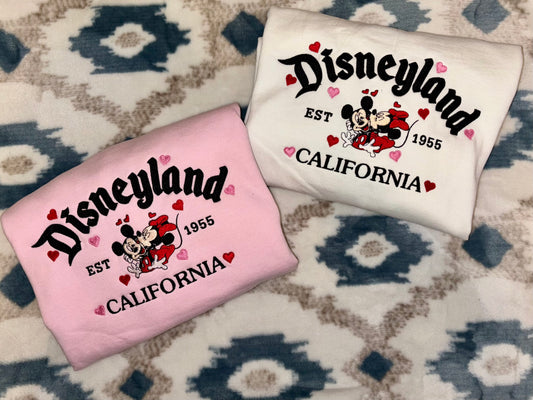 Disneyland
EST 1955
CALIFORNIA
Disneyland
EST 1955
CALIFORNIA